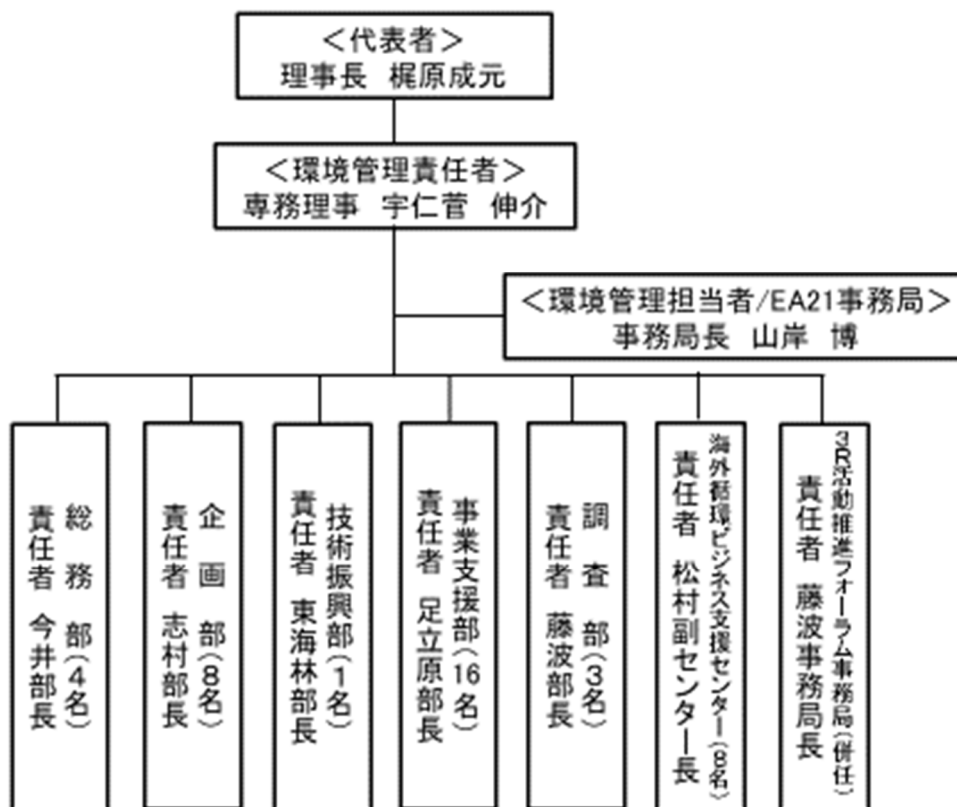 ＜代表者＞
理事長　梶原成元
＜環境管理責任者＞
専務理事　宇仁菅　伸介
＜環境管理担当者/EA21事務局＞
事務局長　山岸　博
総　務　部(4名)
責任者　今井部長
企　画　部(8名)
責任者　志村部長
技術振興部(1名)
責任者　東海林部長
事業支援部(16名)
責任者　足立原部長
調　査　部(3名)
責任者　藤波部長
海外循環ビジネス支援センター(8名)
責任者　松村副センター長
3R活動推進フォーラム事務局(併任)
責任者　藤波事務局長